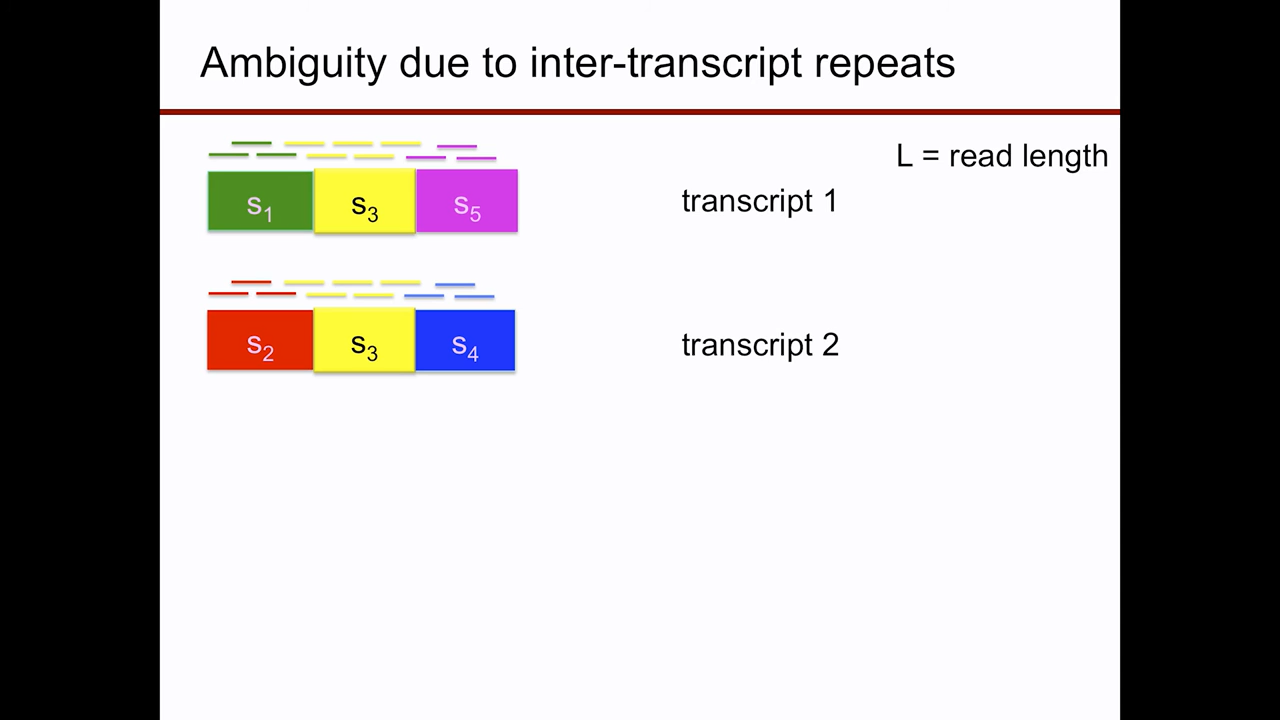 Ambiguity due to inter-transcript repeats
L = read length
s1 s3 s5 transcript 1
s2 s3 s4 transcript 2